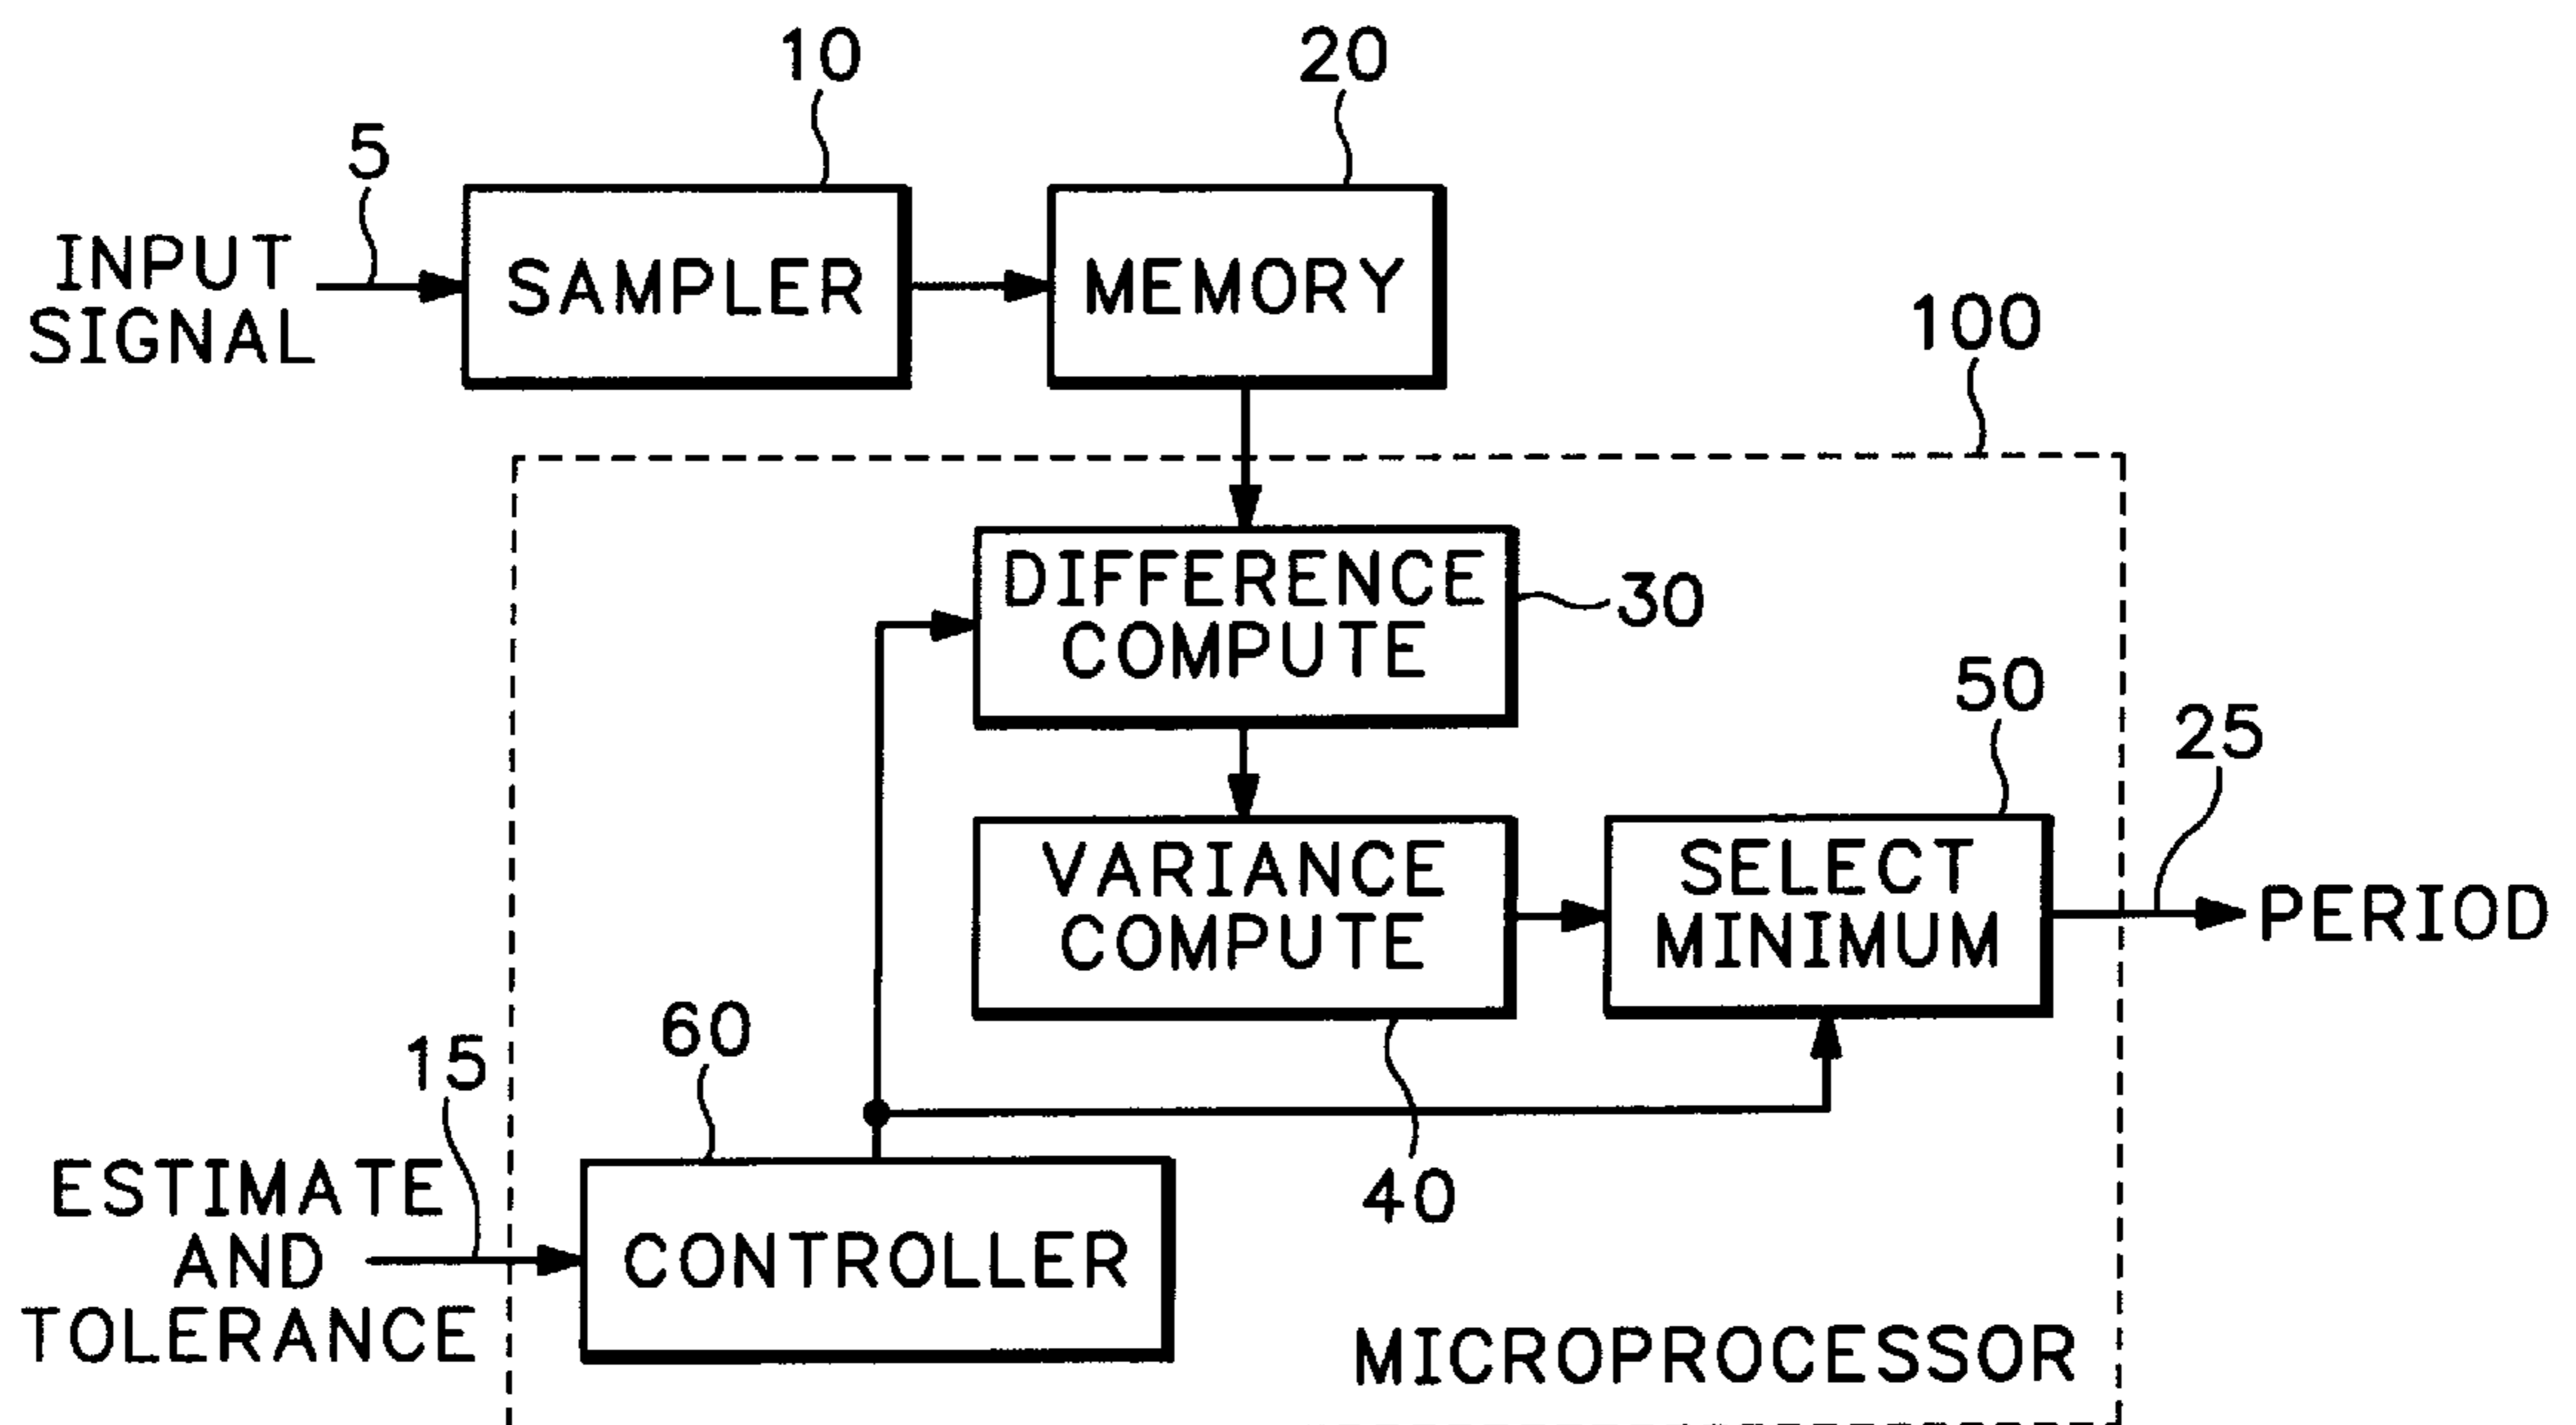 10
20
5
INPUT
SIGNAL
SAMPLER
MEMORY
100
DIFFERENCE
COMPUTE
30
50
25
VARIANCE
COMPUTE
SELECT
MINIMUM
PERIOD
60
15
40
ESTIMATE
AND
TOLERANCE
CONTROLLER
MICROPROCESSOR